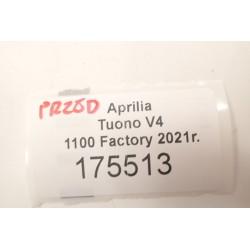 PRZÓD Aprilia
Tuono V4
1100 Factory 2021r.
175513